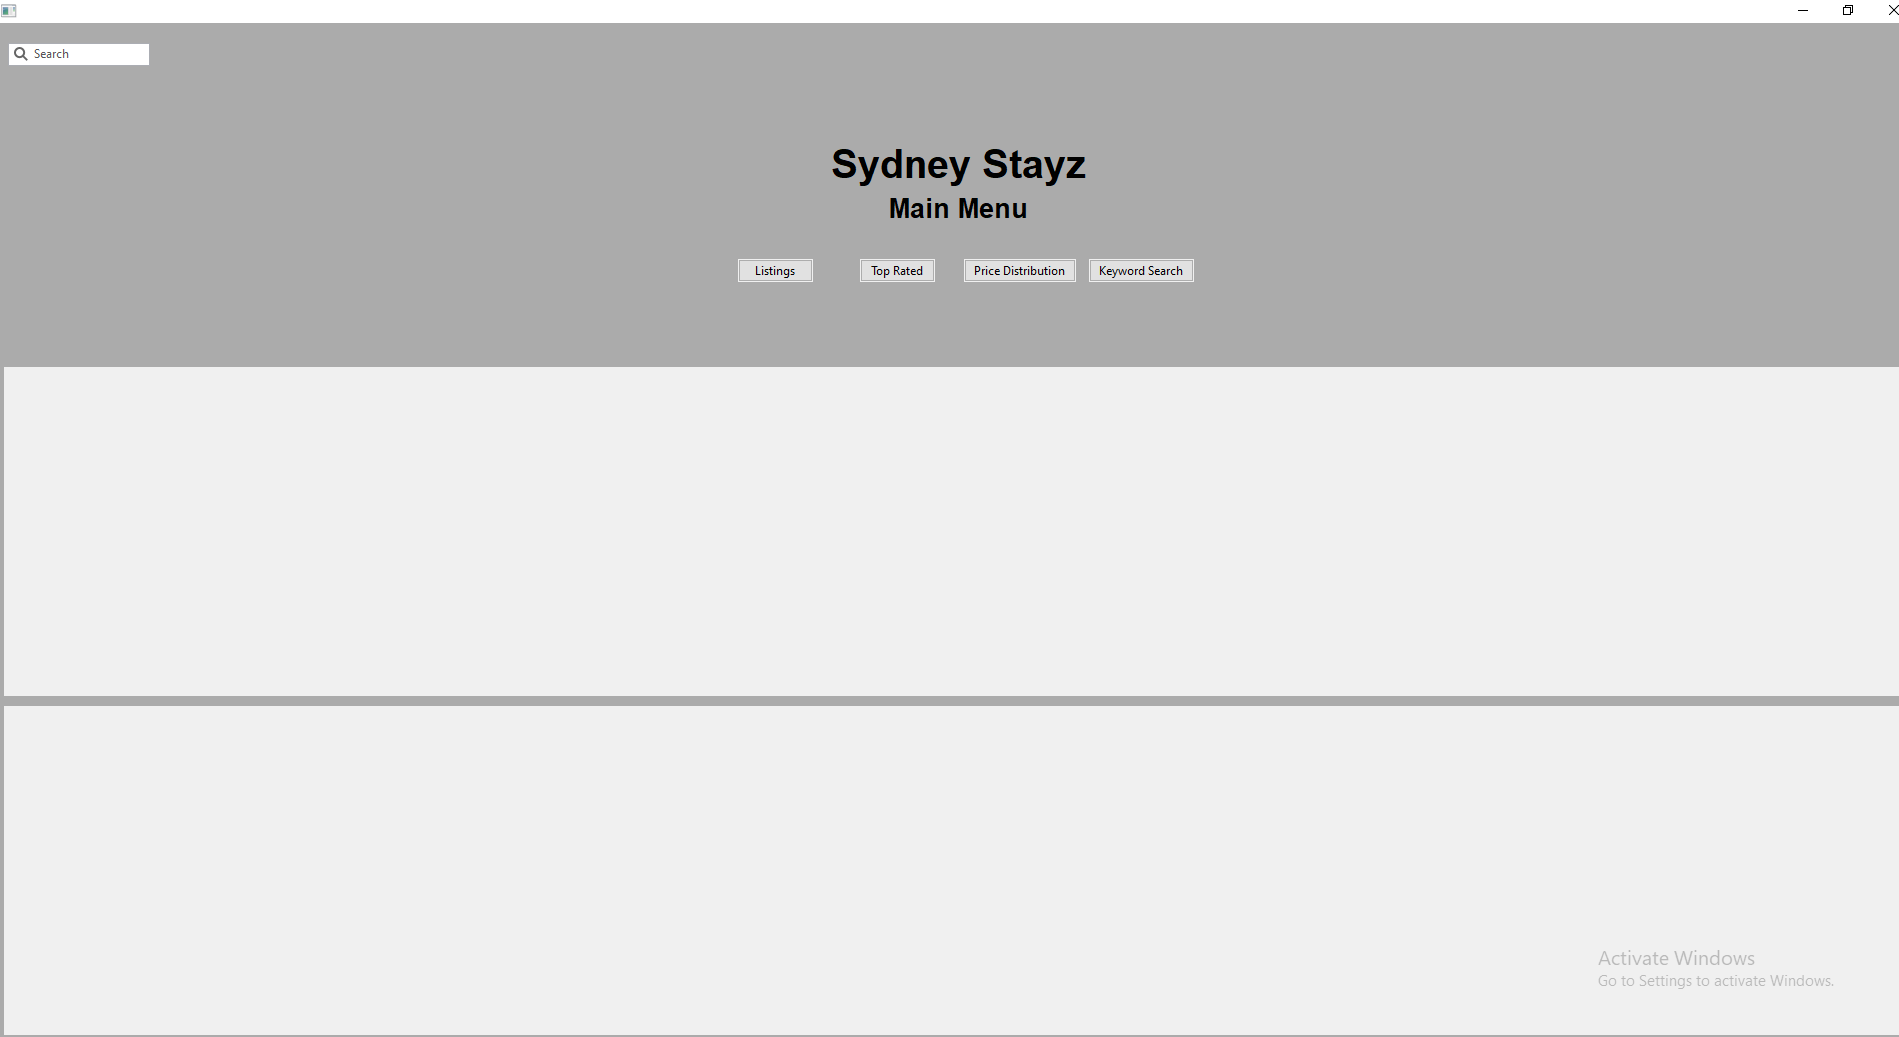 Search
Sydney Stayz
Main Menu
Listings Top Rated Price Distribution Keyword Search
Activate Windows
Go to Settings to activate Windows.